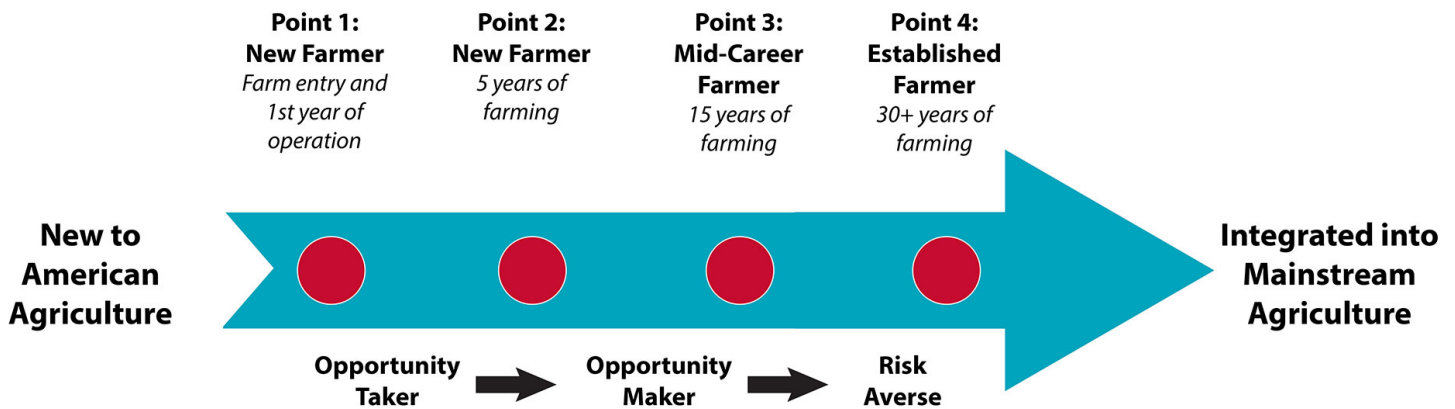 Point 1:
New Farmer
Farm entry and
1st year of
operation
Point 2:
New Farmer
5 years of
farming
Point 3:
Mid-Career
Farmer
15 years of
farming
Point 4:
Established
Farmer
30+ years of
farming
New to
American
Agriculture
Integrated into
Mainstream
Agriculture
Opportunity
Taker
Opportunity
Maker
Risk
Averse